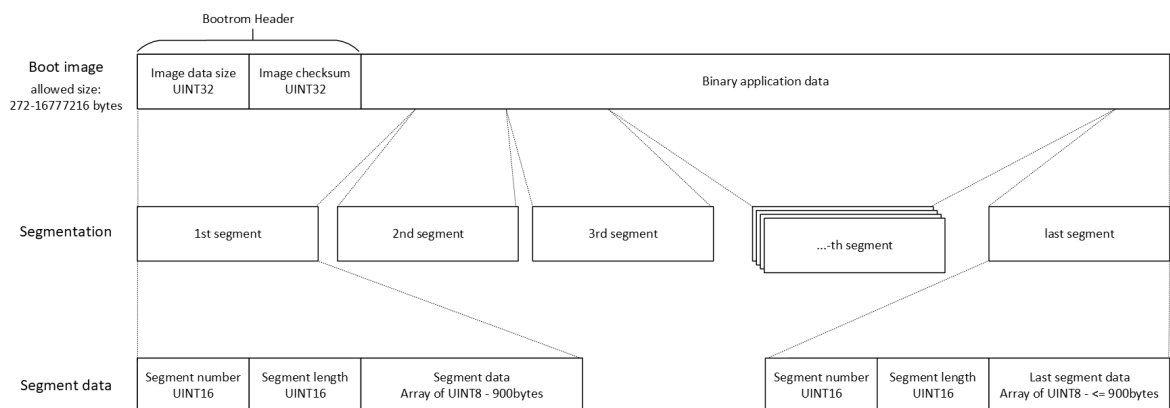 Bootrom Header
Boot image
allowed size:
272-16777216 bytes
Image data size
UINT32
Image checksum
UINT32
Binary application data
Segmentation
1st segment
2nd segment
3rd segment
...-th segment
last segment
Segment data
Segment number
UINT16
Segment length
UINT16
Segment data
Array of UINT8 - 900bytes
Segment number
UINT16
Segment length
UINT16
Last segment data
Array of UINT8 - <= 900bytes